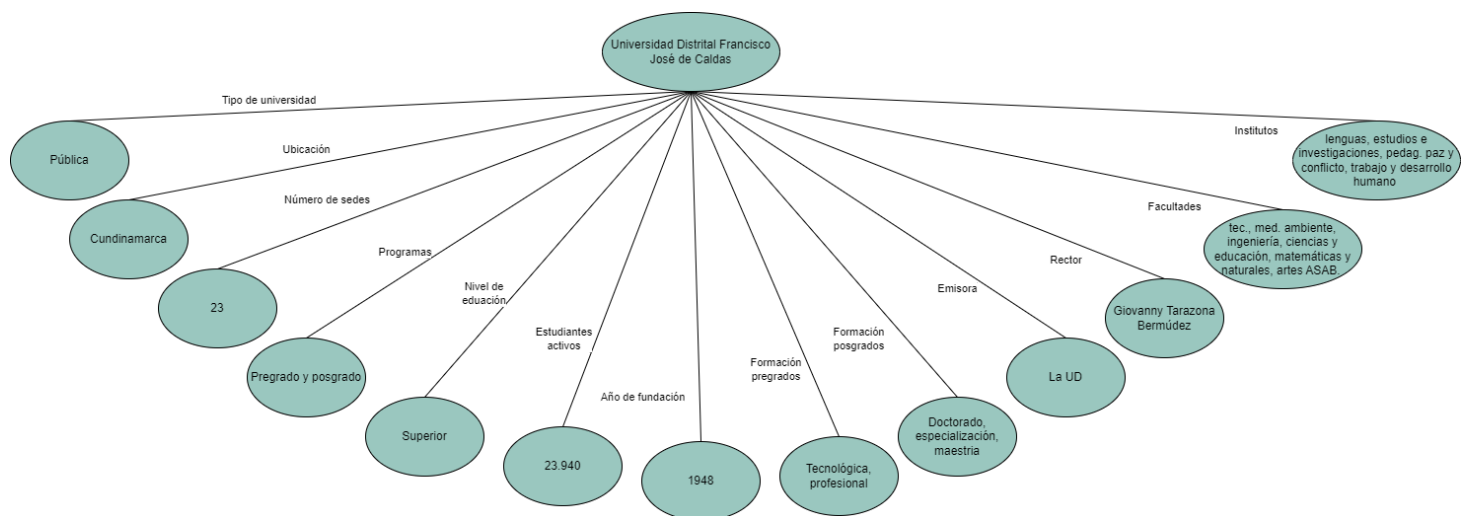 Universidad Distrital Francisco
José de Caldas
Tipo de universidad
Pública
Ubicación
Cundinamarca
Número de sedes
23
Programas
Pregrado y posgrado
Nivel de
eduación
Superior
Estudiantes
activos
23.940
Año de fundación
1948
Formación
pregrados
Tecnológica,
profesional
Formación
posgrados
Doctorado,
especialización,
maestria
Emisora
La UD
Rector
Giovanny Tarazona
Bermúdez
Facultades
tec., med. ambiente,
ingeniería, ciencias y
educación, matemáticas y
naturales, artes ASAB.
Institutos
lenguas, estudios e
investigaciones, pedag. paz y
conflicto, trabajo y desarrollo
humano